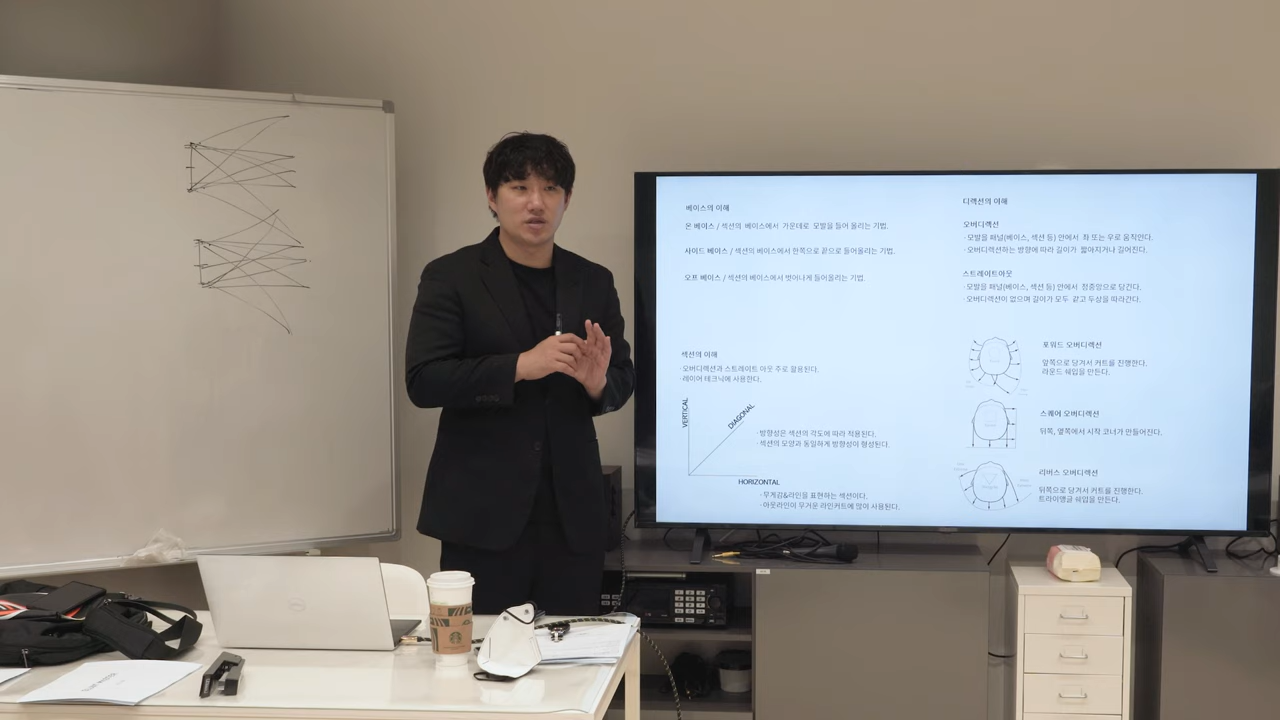 베이스의 이해
온 베이스 / 섹션의 베이스에서 가운데로 모발을 들어 올리는 기법.
사이드 베이스 / 섹션의 베이스에서 한쪽으로 끝으로 들어올리는 기법.
오프 베이스 / 섹션의 베이스에서 벗어나게 들어올리는 기법.
섹션의 이해
· 오버디렉션과 스트레이트 아웃 주로 활용된다.
· 레이어 테크닉에 사용한다.
VERTICAL
DIAGONAL
· 방향성은 섹션의 각도에 따라 적용된다.
· 섹션의 모양과 동일하게 방향성이 형성된다.
HORIZONTAL
· 무게감&라인을 표현하는 섹션이다.
· 아웃라인이 무거운 라인커트에 많이 사용된다.
디렉션의 이해
오버디렉션
· 모발을 패널(베이스, 섹션 등) 안에서 좌 또는 우로 움직인다.
· 오버디렉션하는 방향에 따라 길이가 짧아지거나 길어진다.
스트레이트아웃
· 모발을 패널(베이스, 섹션 등) 안에서 정중앙으로 당긴다.
· 오버디렉션이 없으며 길이가 모두 같고 두상을 따라간다.
포워드 오버디렉션
앞쪽으로 당겨서 커트를 진행한다.
라운드 쉐입을 만든다.
스퀘어 오버디렉션
뒤쪽, 옆쪽에서 시작 코너가 만들어진다.
리버스 오버디렉션
뒤쪽으로 당겨서 커트를 진행한다.
트라이앵글 쉐입을 만든다.
DELL